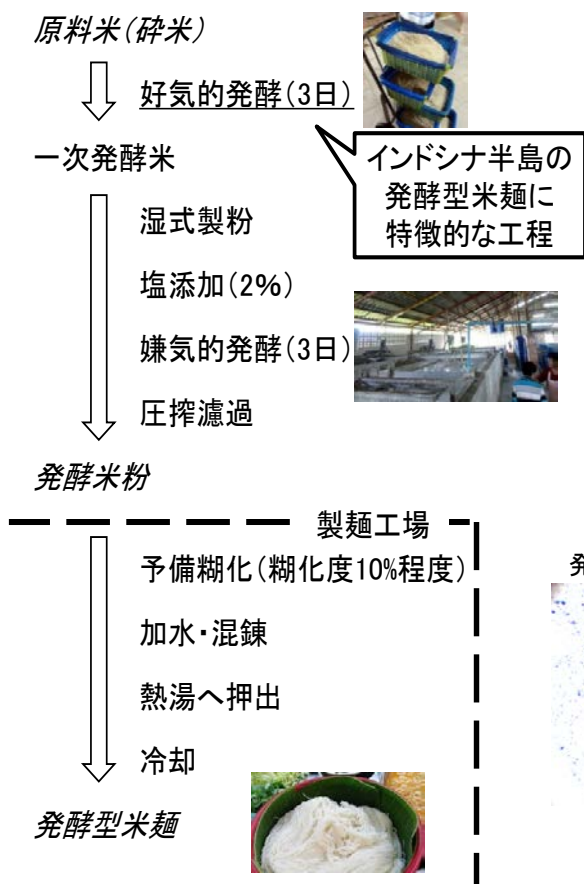 原料米(砕米)
好気的発酵(3日)
一次発酵米
インドシナ半島の
発酵型米麺に
特徴的な工程
湿式製粉
塩添加(2%)
嫌気的発酵(3日)
圧搾濾過
発酵米粉
製麺工場
予備糊化(糊化度10%程度)
発
加水・混錬
熱湯へ押出
冷却
発酵型米麺